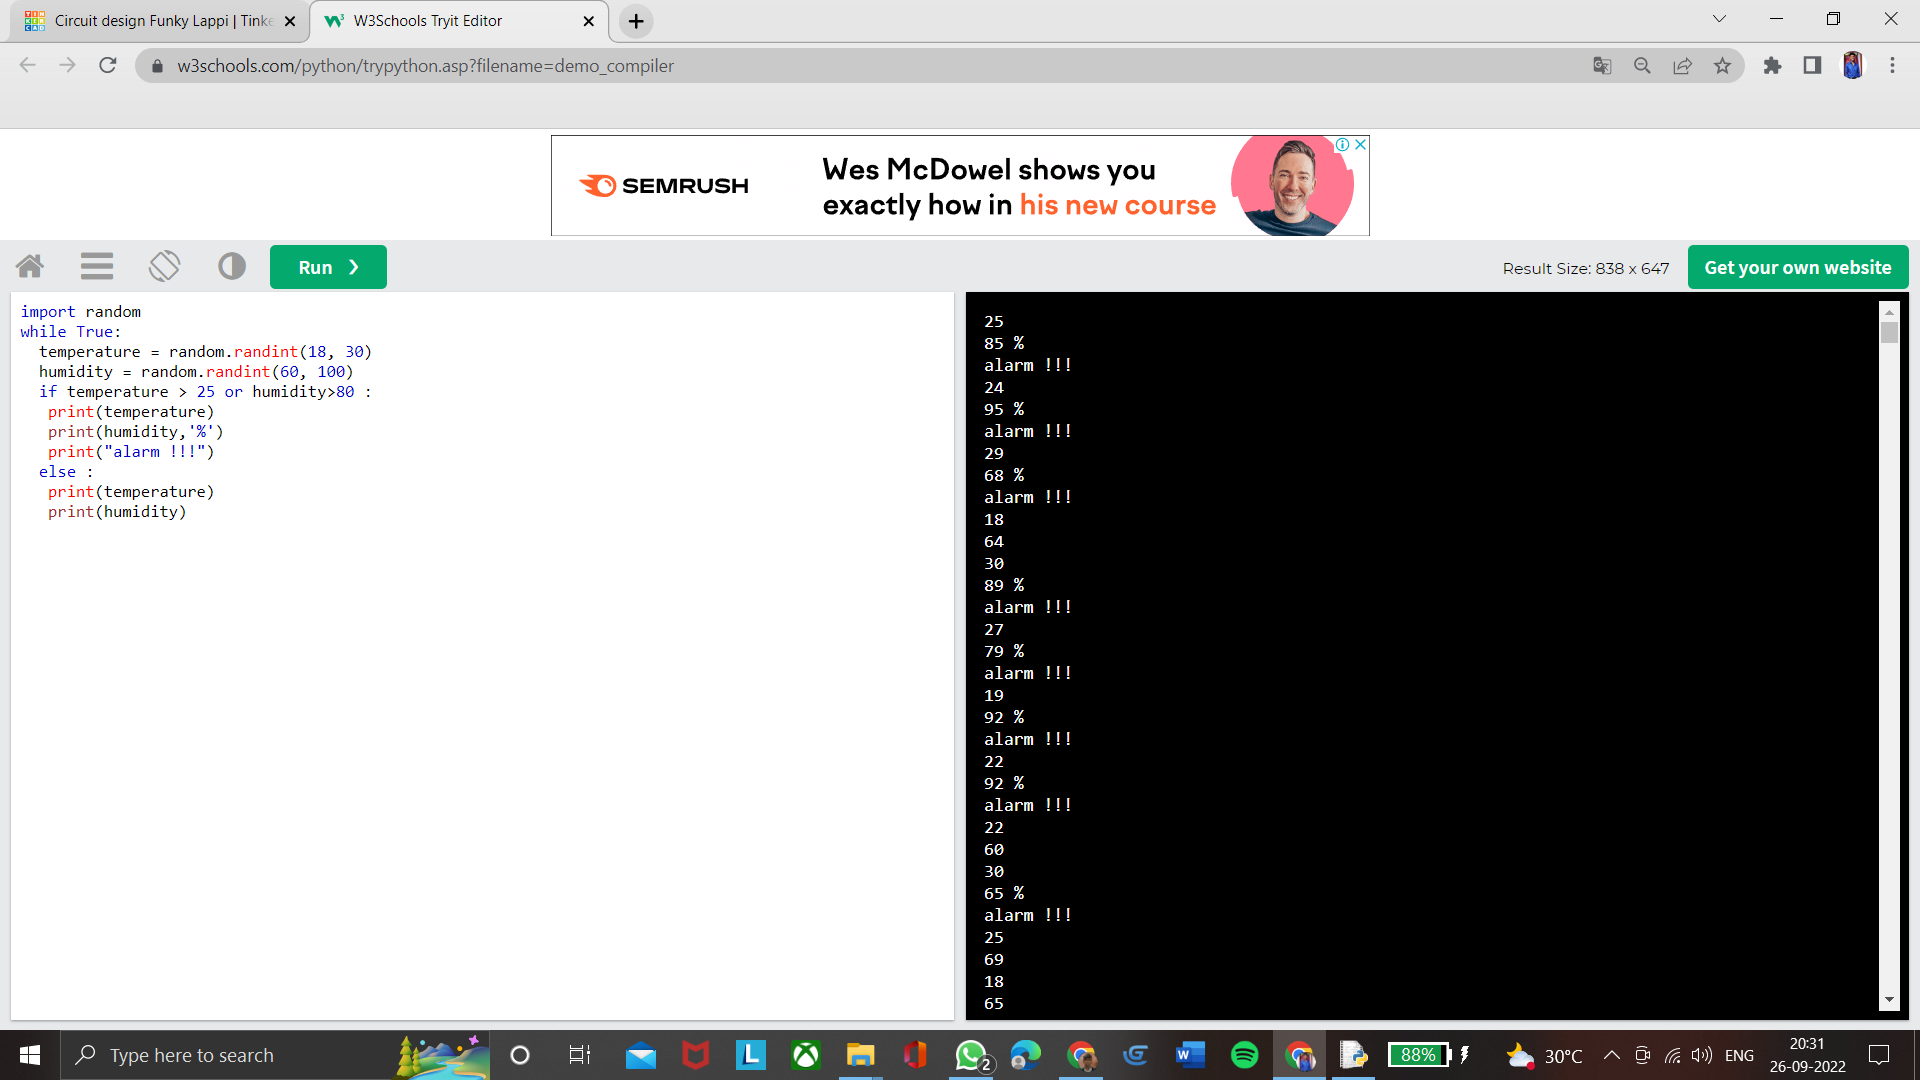 Circuit design Funky Lappi | Tinke
W3Schools Tryit Editor
w3schools.com/python/trypython.asp?filename=demo_compiler
SEMRUSH
Wes McDowel shows you
exactly how in his new course
Run ❯
Result Size: 838 x 647
Get your own website
import random
while True:
  temperature = random.randint(18, 30)
  humidity = random.randint(60, 100)
  if temperature > 25 or humidity>80 :
   print(temperature)
   print(humidity,'%')
   print("alarm !!!")
  else :
   print(temperature)
   print(humidity)
25
85 %
alarm !!!
24
95 %
alarm !!!
29
68 %
alarm !!!
18
64
30
89 %
alarm !!!
27
79 %
alarm !!!
19
92 %
alarm !!!
22
92 %
alarm !!!
22
60
30
65 %
alarm !!!
25
69
18
65
Type here to search
2
88%
30°C
ENG
20:31
26-09-2022